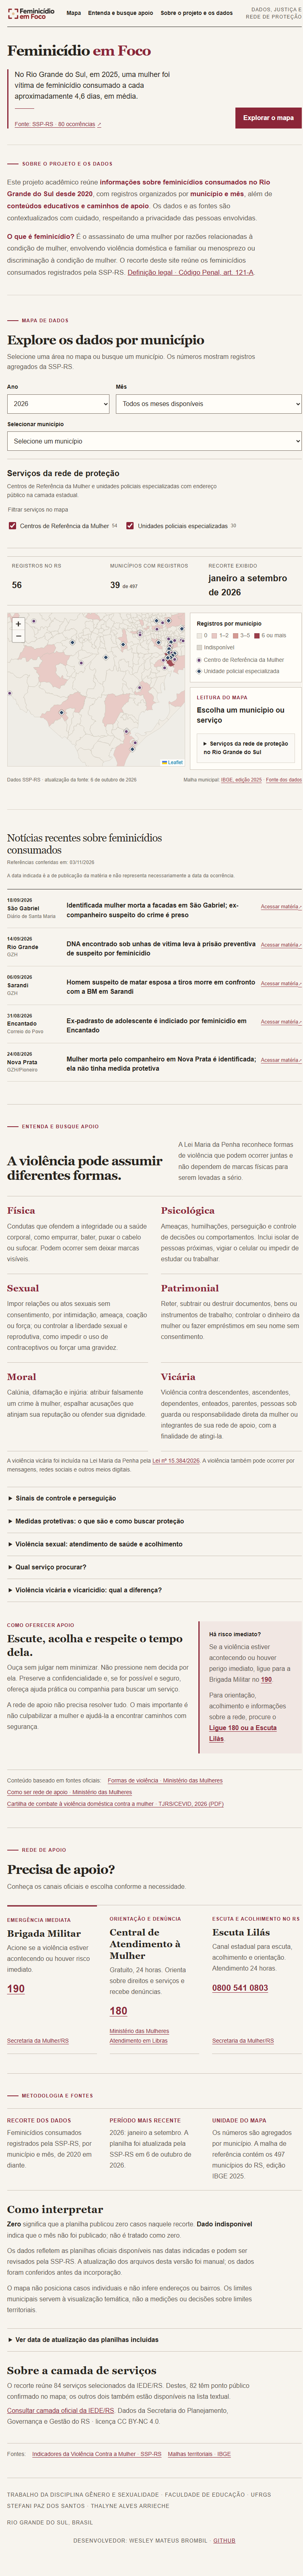 Feminicídio
em Foco
Mapa
Entenda e busque apoio
Sobre o projeto e os dados
DADOS, JUSTIÇA E
REDE DE PROTEÇÃO
Feminicídio em Foco
No Rio Grande do Sul, em 2025, uma mulher foi
vítima de feminicídio consumado a cada
aproximadamente 4,6 dias, em média.
Fonte: SSP-RS · 80 ocorrências ↗
Explorar o mapa
SOBRE O PROJETO E OS DADOS
Este projeto acadêmico reúne informações sobre feminicídios consumados no Rio
Grande do Sul desde 2020, com registros organizados por município e mês, além de
conteúdos educativos e caminhos de apoio. Os dados e as fontes são
contextualizados com cuidado, respeitando a privacidade das pessoas envolvidas.
O que é feminicídio? É o assassinato de uma mulher por razões relacionadas à
condição de mulher, envolvendo violência doméstica e familiar ou menosprezo ou
discriminação à condição de mulher. O recorte deste site reúne os feminicídios
consumados registrados pela SSP-RS. Definição legal · Código Penal, art. 121-A.
MAPA DE DADOS
Explore os dados por município
Selecione uma área no mapa ou busque um município. Os números mostram registros
agregados da SSP-RS.
Ano
Mês
2026
Todos os meses disponíveis
Selecionar município
Selecione um município
Serviços da rede de proteção
Centros de Referência da Mulher e unidades policiais especializadas com endereço
público na camada estadual.
Filtrar serviços no mapa
Centros de Referência da Mulher 54
Unidades policiais especializadas 30
REGISTROS NO RS
56
MUNICÍPIOS COM REGISTROS
39 de 497
RECORTE EXIBIDO
janeiro a setembro
de 2026
+
−
Leaflet
Registros por município
0
1–2
3–5
6 ou mais
Indisponível
Centro de Referência da Mulher
Unidade policial especializada
LEITURA DO MAPA
Escolha um município ou
serviço
▶ Serviços da rede de proteção
no Rio Grande do Sul
Dados SSP-RS · atualização da fonte: 6 de outubro de 2026
Malha municipal: IBGE, edição 2025 · Fonte dos dados
Notícias recentes sobre feminicídios
consumados
Referências conferidas em: 03/11/2026
A data indicada é a de publicação da matéria e não representa necessariamente a data da ocorrência.
18/09/2026
São Gabriel
Diário de Santa Maria
Identificada mulher morta a facadas em São Gabriel; ex-
companheiro suspeito do crime é preso
Acessar matéria ↗
14/09/2026
Rio Grande
GZH
DNA encontrado sob unhas de vítima leva à prisão preventiva
de suspeito por feminicídio
Acessar matéria ↗
06/09/2026
Sarandi
GZH
Homem suspeito de matar esposa a tiros morre em confronto
com a BM em Sarandi
Acessar matéria ↗
31/08/2026
Encantado
Correio do Povo
Ex-padrasto de adolescente é indiciado por feminicídio em
Encantado
Acessar matéria ↗
24/08/2026
Nova Prata
GZH/Pioneiro
Mulher morta pelo companheiro em Nova Prata é identificada;
ela não tinha medida protetiva
Acessar matéria ↗
ENTENDA E BUSQUE APOIO
A violência pode assumir
diferentes formas.
A Lei Maria da Penha reconhece formas
de violência que podem ocorrer juntas e
não dependem de marcas físicas para
serem levadas a sério.
Física
Condutas que ofendem a integridade ou a saúde
corporal, como empurrar, bater, puxar o cabelo
ou sufocar. Podem ocorrer sem deixar marcas
visíveis.
Psicológica
Ameaças, humilhações, perseguição e controle
de decisões ou comportamentos. Inclui isolar de
pessoas próximas, vigiar o celular ou impedir de
estudar ou trabalhar.
Sexual
Impor relações ou atos sexuais sem
consentimento, por intimidação, ameaça, coação
ou força; ou controlar a liberdade sexual e
reprodutiva, como impedir o uso de
contraceptivos ou forçar uma gravidez.
Patrimonial
Reter, subtrair ou destruir documentos, bens ou
instrumentos de trabalho; controlar o dinheiro da
mulher ou fazer empréstimos em seu nome sem
consentimento.
Moral
Calúnia, difamação e injúria: atribuir falsamente
um crime à mulher, espalhar acusações que
atinjam sua reputação ou ofender sua dignidade.
Vicária
Violência contra descendentes, ascendentes,
dependentes, enteados, parentes, pessoas sob
guarda ou responsabilidade direta da mulher ou
integrantes de sua rede de apoio, com a
finalidade de atingi-la.
A violência vicária foi incluída na Lei Maria da Penha pela Lei nº 15.384/2026. A violência também pode ocorrer por
mensagens, redes sociais e outros meios digitais.
▶ Sinais de controle e perseguição
▶ Medidas protetivas: o que são e como buscar proteção
▶ Violência sexual: atendimento de saúde e acolhimento
▶ Qual serviço procurar?
▶ Violência vicária e vicaricídio: qual a diferença?
COMO OFERECER APOIO
Escute, acolha e respeite o tempo
dela.
Ouça sem julgar nem minimizar. Não pressione nem decida por
ela. Preserve a confidencialidade e, se for possível e seguro,
ofereça ajuda prática ou companhia para buscar um serviço.
A rede de apoio não precisa resolver tudo. O mais importante é
não culpabilizar a mulher e ajudá-la a encontrar caminhos com
segurança.
Há risco imediato?
Se a violência estiver
acontecendo ou houver
perigo imediato, ligue para a
Brigada Militar no 190.
Para orientação,
acolhimento e informações
sobre a rede, procure o
Ligue 180 ou a Escuta
Lilás.
Conteúdo baseado em fontes oficiais.
Formas de violência · Ministério das Mulheres
Como ser rede de apoio · Ministério das Mulheres
Cartilha de combate à violência doméstica contra a mulher · TJRS/CEVID, 2026 (PDF)
REDE DE APOIO
Precisa de apoio?
Conheça os canais oficiais e escolha conforme a necessidade.
EMERGÊNCIA IMEDIATA
Brigada Militar
Acione se a violência estiver
acontecendo ou houver risco
imediato.
190
Secretaria da Mulher/RS
ORIENTAÇÃO E DENÚNCIA
Central de
Atendimento à
Mulher
Gratuito, 24 horas. Orienta
sobre direitos e serviços e
recebe denúncias.
180
Ministério das Mulheres
Atendimento em Libras
ESCUTA E ACOLHIMENTO NO RS
Escuta Lilás
Canal estadual para escuta,
acolhimento e orientação.
Atendimento 24 horas.
0800 541 0803
Secretaria da Mulher/RS
METODOLOGIA E FONTES
RECORTE DOS DADOS
Feminicídios consumados
registrados pela SSP-RS, por
município e mês, de 2020 em
diante.
PERÍODO MAIS RECENTE
2026: janeiro a setembro. A
planilha foi atualizada pela
SSP-RS em 6 de outubro de
2026.
UNIDADE DO MAPA
Os números são agregados
por município. A malha de
referência contém os 497
municípios do RS, edição
IBGE 2025.
Como interpretar
Zero significa que a planilha publicou zero casos naquele recorte. Dado indisponível
indica que o mês não foi publicado; não é tratado como zero.
Os dados refletem as planilhas oficiais disponíveis nas datas indicadas e podem ser
revisados pela SSP-RS. A atualização dos arquivos desta versão foi manual; os dados
foram conferidos antes da incorporação.
O mapa não posiciona casos individuais e não infere endereços ou bairros. Os limites
municipais servem à visualização temática, não a medições ou decisões sobre limites
territoriais.
▶ Ver data de atualização das planilhas incluídas
Sobre a camada de serviços
O recorte reúne 84 serviços selecionados da IEDE/RS. Destes, 82 têm ponto público
confirmado no mapa; os outros dois também estão disponíveis na lista textual.
Consultar camada oficial da IEDE/RS. Dados da Secretaria do Planejamento,
Governança e Gestão do RS · licença CC BY-NC 4.0.
Fontes:
Indicadores da Violência Contra a Mulher · SSP-RS
Malhas territoriais · IBGE
TRABALHO DA DISCIPLINA GÊNERO E SEXUALIDADE · FACULDADE DE EDUCAÇÃO · UFRGS
STEFANI PAZ DOS SANTOS · THALYNE ALVES ARRIECHE
RIO GRANDE DO SUL, BRASIL
DESENVOLVEDOR: WESLEY MATEUS BROMBIL · GITHUB